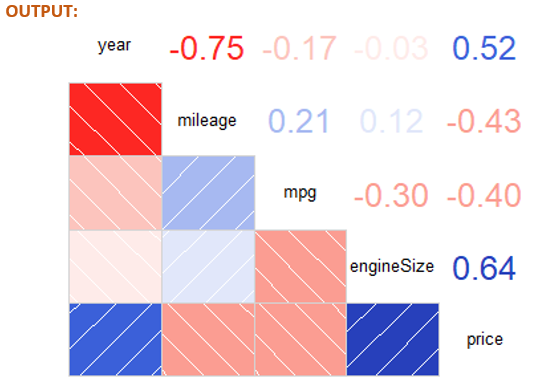 OUTPUT:
year -0.75 -0.17 -0.03 0.52
mileage 0.21 0.12 -0.43
mpg -0.30 -0.40
engineSize 0.64
price